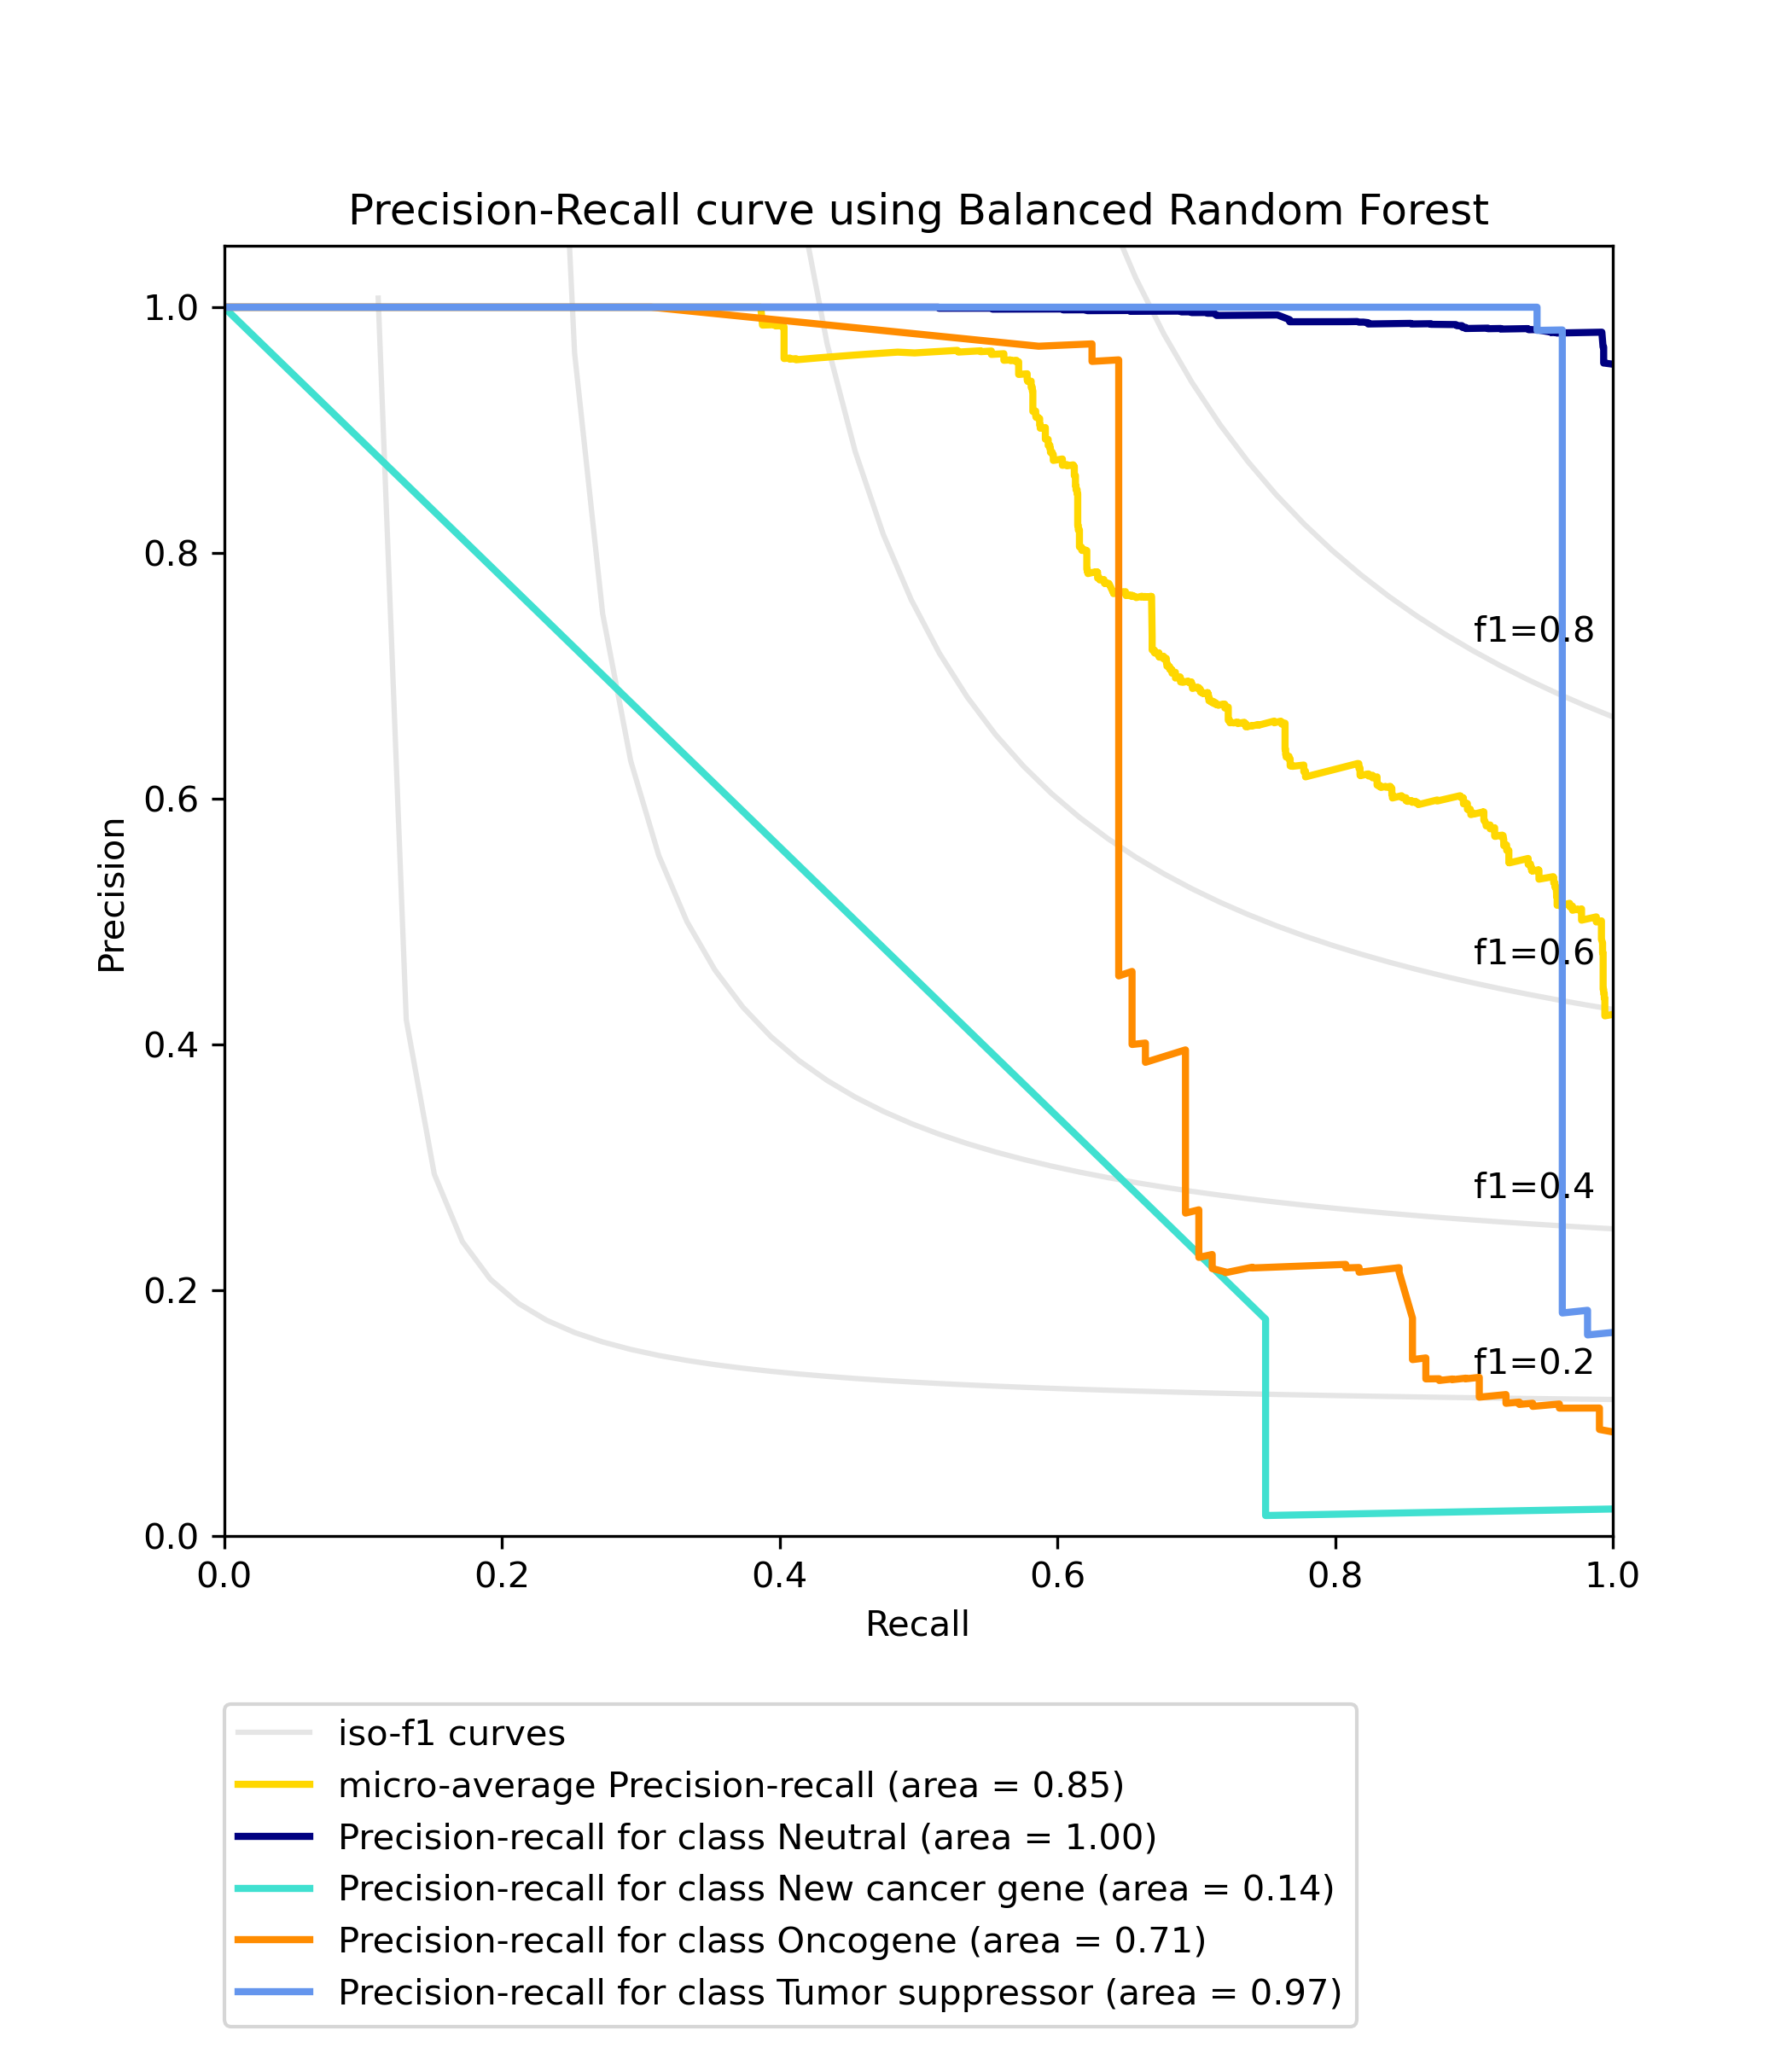 Precision-Recall curve using Balanced Random Forest
1.0
0.8
0.6
0.4
0.2
0.0
Precision
f1=0.8
f1=0.6
f1=0.4
f1=0.2
0.0 0.2 0.4 0.6 0.8 1.0
Recall
iso-f1 curves
micro-average Precision-recall (area = 0.85)
Precision-recall for class Neutral (area = 1.00)
Precision-recall for class New cancer gene (area = 0.14)
Precision-recall for class Oncogene (area = 0.71)
Precision-recall for class Tumor suppressor (area = 0.97)